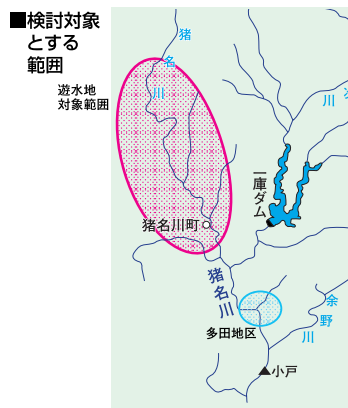 ■検討対象
とする
範囲
遊水地
対象範囲
猪名川
川
一庫ダム
猪名川町
猪名川
多田地区
余野川
小戸